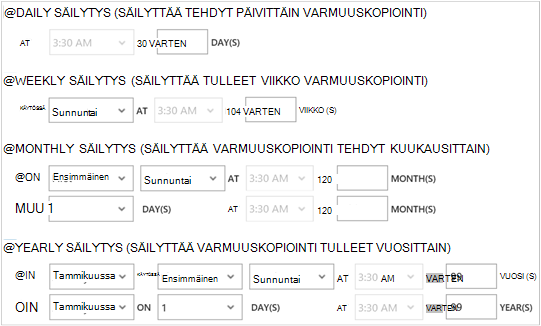 @DAILY SÄILYTYS (SÄILYTTÄÄ TEHDYT PÄIVITTÄIN VARMUUSKOPIOINTI)
AT 3:30 AM 30 VARTEN DAY(S)
@WEEKLY SÄILYTYS (SÄILYTTÄÄ TULLEET VIIKKO VARMUUSKOPIOINTI)
KÄYTÖSSÄ Sunnuntai AT 3:30 AM 104 VARTEN VIIKKO (S)
@MONTHLY SÄILYTYS (SÄILYTTÄÄ VARMUUSKOPIOINTI TEHDYT KUUKAUSITTAIN)
@ON Ensimmäinen Sunnuntai AT 3:30 AM 120 MONTH(S)
MUU 1 DAY(S) AT 3:30 AM 120 MONTH(S)
@YEARLY SÄILYTYS (SÄILYTTÄÄ VARMUUSKOPIOINTI TULLEET VUOSITTAIN)
@IN Tammikuussa KÄYTÖSSÄ Ensimmäinen Sunnuntai AT 3:30 AM VARTEN 99 VUOSI (S)
OIN Tammikuussa ON 1 DAY(S) AT 3:30 AM VARTEN 99 YEAR(S)